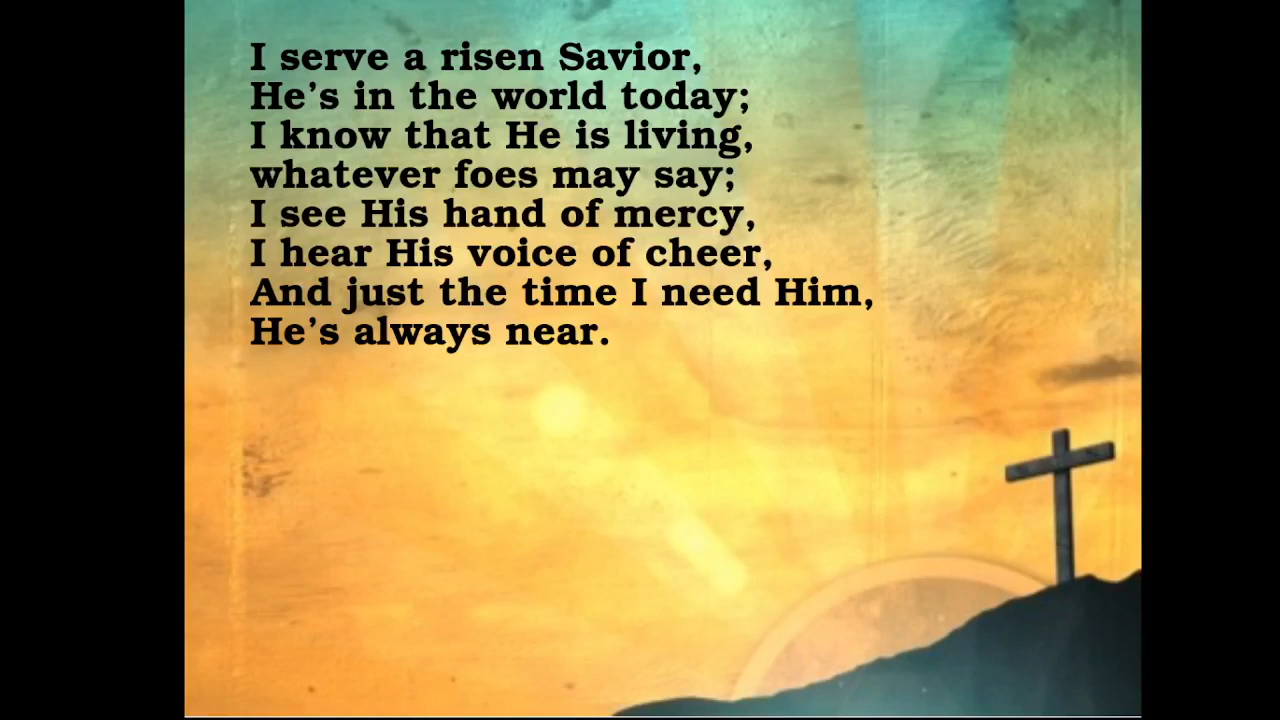 I serve a risen Savior,
He’s in the world today;
I know that He is living,
whatever foes may say;
I see His hand of mercy,
I hear His voice of cheer,
And just the time I need Him,
He’s always near.